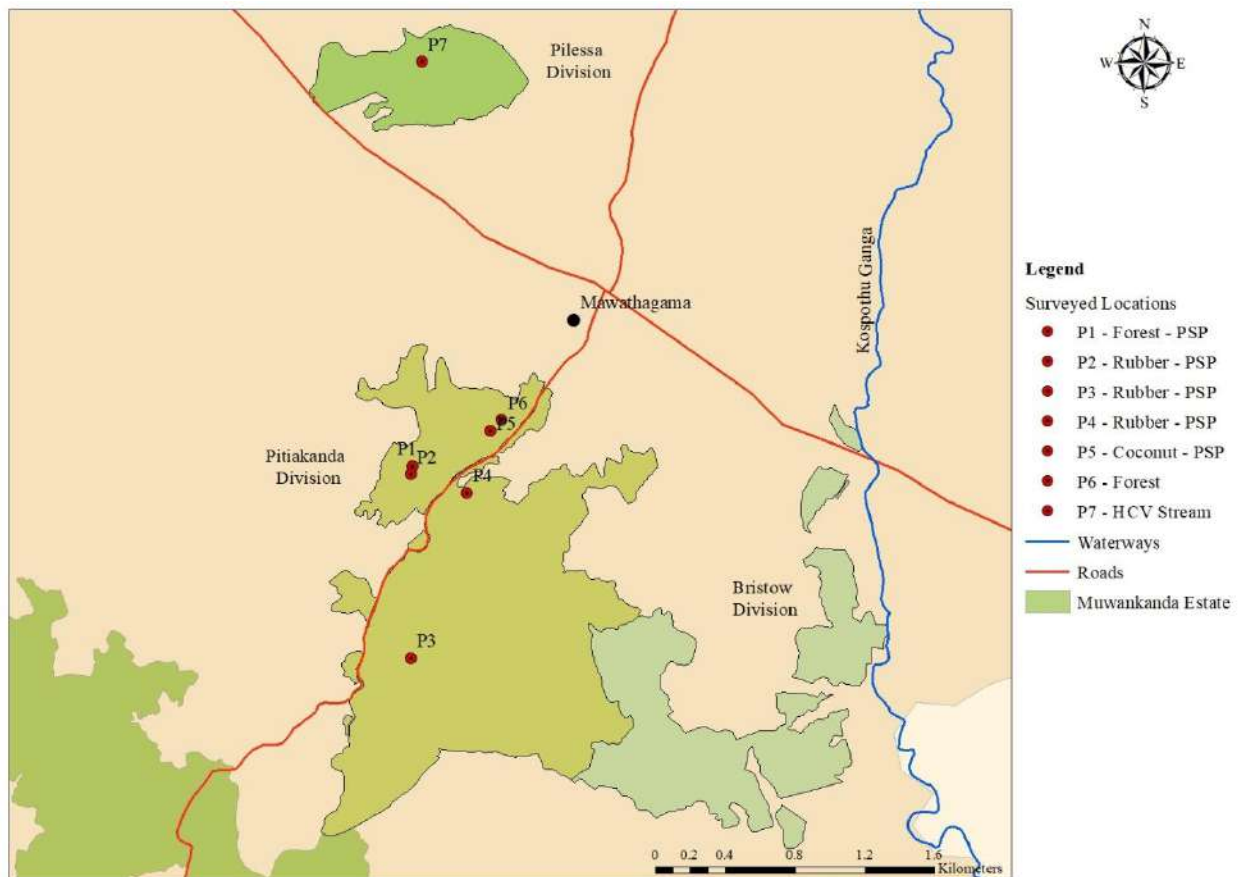 P7
Pilessa
Division
N
W
E
S
Kospothu Ganga
Mawathagama
P6
P5
P1
P2
P4
Pitiakanda
Division
Bristow
Division
P3
Legend
Surveyed Locations
P1 - Forest - PSP
P2 - Rubber - PSP
P3 - Rubber - PSP
P4 - Rubber - PSP
P5 - Coconut - PSP
P6 - Forest
P7 - HCV Stream
Waterways
Roads
Muwankanda Estate
0 0.2 0.4 0.8 1.2 1.6
Kilometers